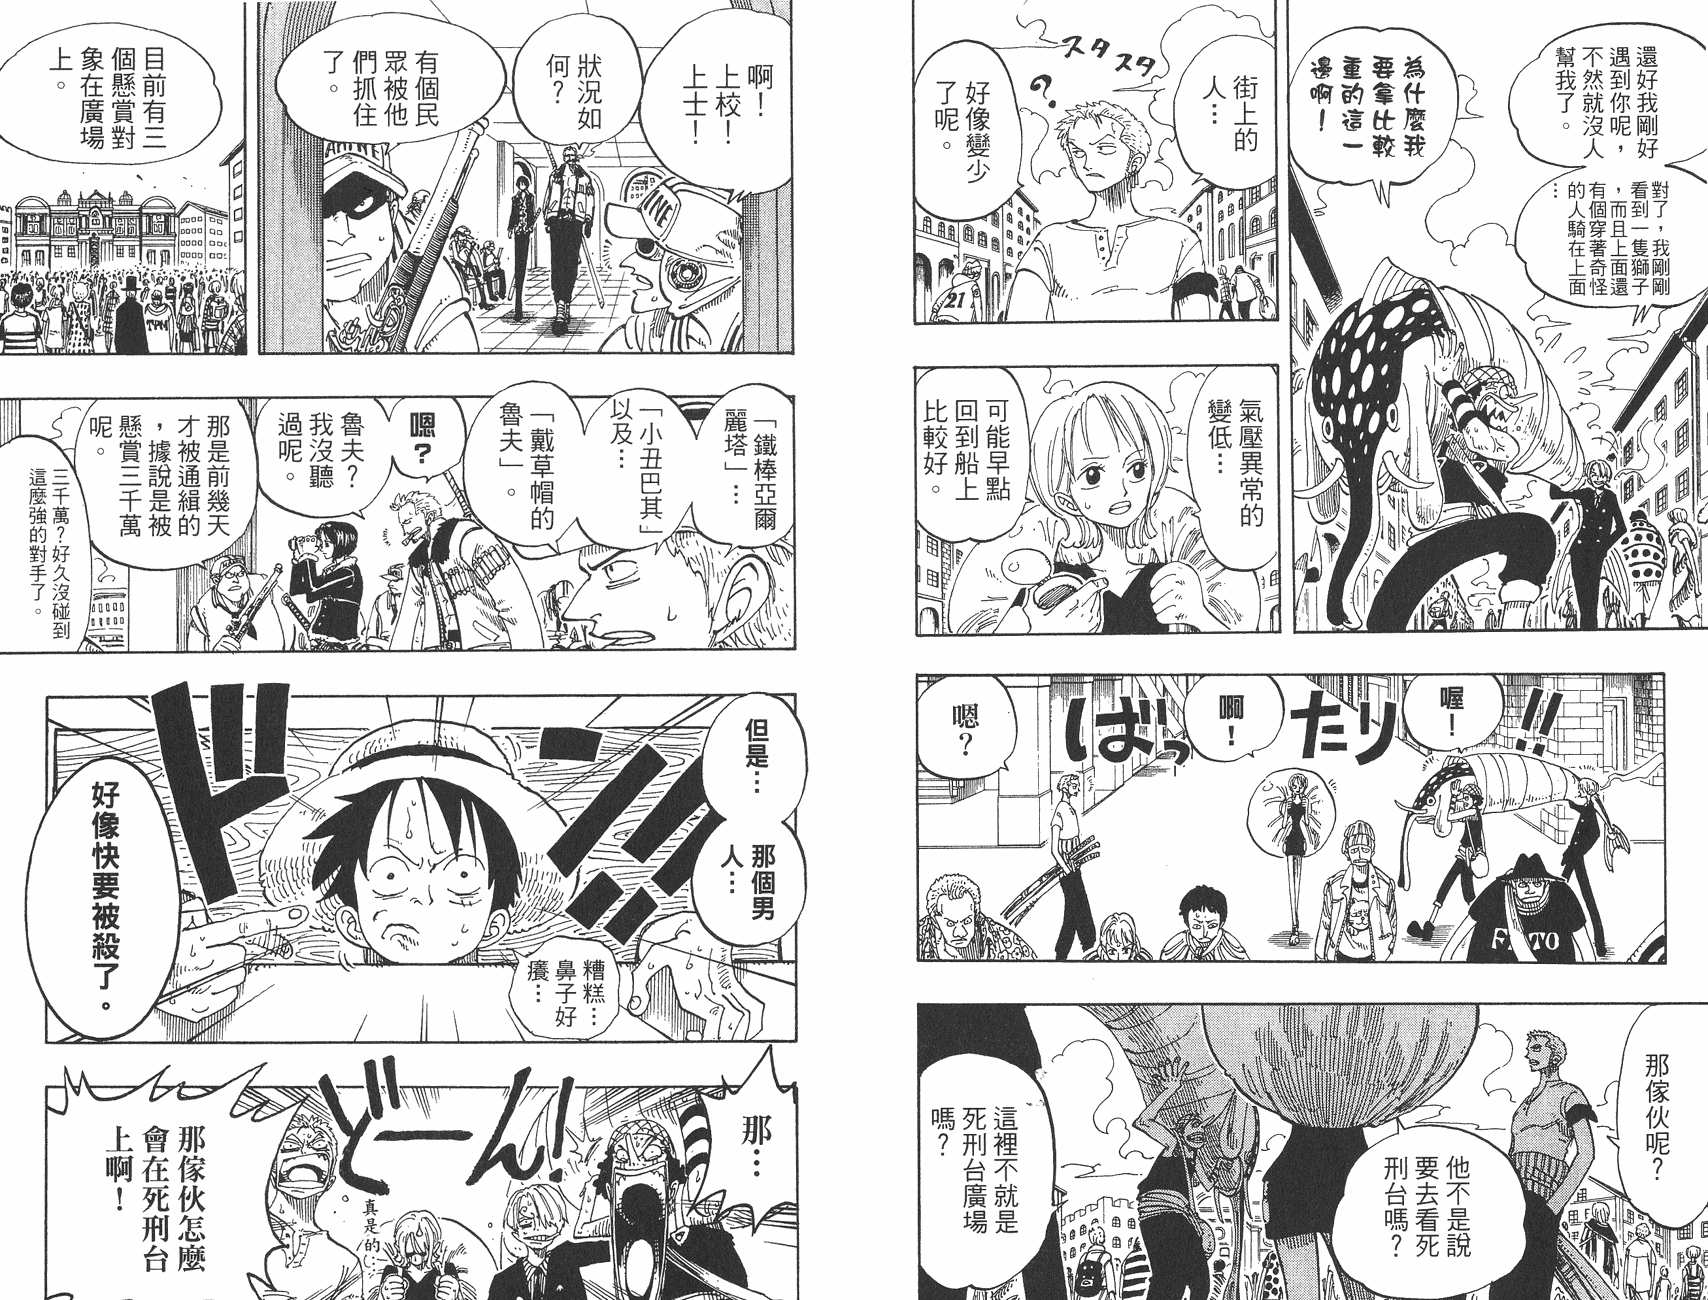 還好我剛好
遇到你呢，
不然就沒人
幫我了。
對了，我剛剛
看到一隻獅子
，而且上面還
有個穿著奇怪
的人騎在上面
…
為什麼我
要拿比較
重的這一
邊啊！
スタスタ
街上的
人…
？
好像變少
了呢。
21
氣壓異常的
變低…
可能早點
回到船上
比較好。
喔！
啊！
嗯？
ばったり!!
那傢伙呢？
他不是說
要去看死
刑台嗎？
這裡不就是
死刑台廣場
嗎？
啊！
上校！
上士！
狀況如
何？
有個民
眾被他
們抓住
了。
目前有三
個懸賞對
象在廣場
上。
TPM
「鐵棒亞爾
麗塔」…
「小丑巴其」
以及…
「戴草帽的
魯夫」。
嗯？
魯夫？
我沒聽
過呢。
那是前幾天
才被通緝的
，據說是被
懸賞三千萬
呢。
三千萬？好久沒碰到
這麼強的對手了。
但是…
那個男
人…
ドーン!!!
糟糕…
鼻子好
癢…
好像快要被殺了。
那…
どーん!
真是的…
那傢伙怎麼
會在死刑台
上啊！